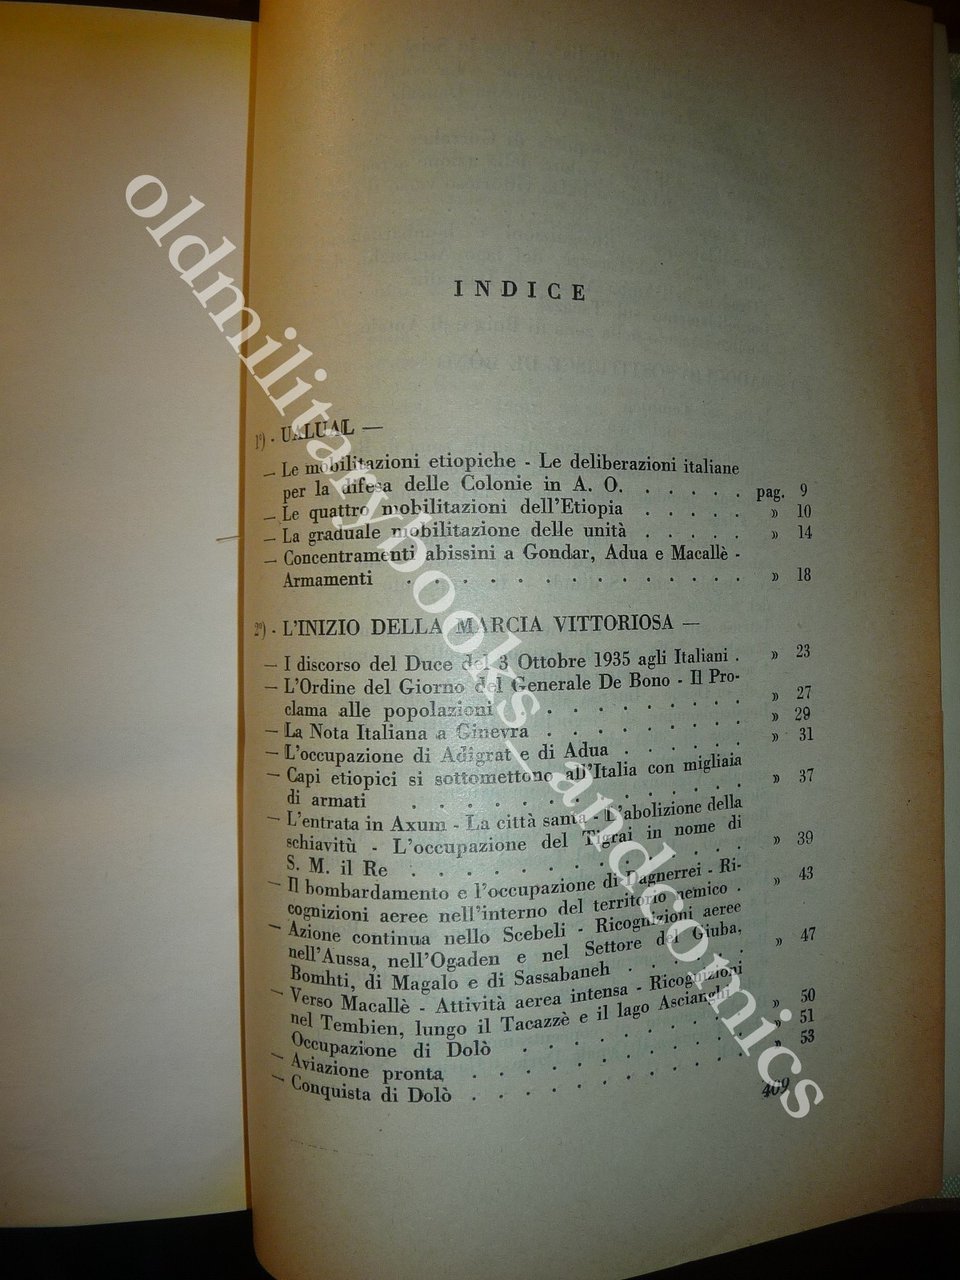 INDICE
1°) - UALUAL —
— Le mobilitazioni etiopiche - Le deliberazioni italiane
per la difesa delle Colonie in A. O. . . . . . pag. 9
— Le quattro mobilitazioni dell'Etiopia . . . . . » 10
— La graduale mobilitazione delle unità . . . . . » 14
— Concentramenti abissini a Gondar, Adua e Macallè -
Armamenti . . . . . . . . . . . . . . » 18
2°) - L'INIZIO DELLA MARCIA VITTORIOSA —
— I discorso del Duce del 3 Ottobre 1935 agli Italiani . » 23
— L'Ordine del Giorno del Generale De Bono - Il Pro-
clama alle popolazioni . . . . . . . . . » 27
— La Nota Italiana a Ginevra . . . . . . . . » 29
— L'occupazione di Adigrat e di Adua . . . . . . » 31
— Capi etiopici si sottomettono all'Italia con migliaia
di armati . . . . . . . . . . . . . . » 37
— L'entrata in Axum - La città santa - L'abolizione della
schiavitù - L'occupazione del Tigrai in nome di
S. M. il Re . . . . . . . . . . . . . » 39
— Il bombardamento e l'occupazione di Dagnerrei - Ri-
cognizioni aeree nell'interno del territorio nemico . » 43
— Azione continua nello Scebeli - Ricognizioni aeree
nell'Aussa, nell'Ogaden e nel Settore del Giuba,
Bomhti, di Magalo e di Sassabaneh . . . . . » 47
— Verso Macallè - Attività aerea intensa - Ricognizioni
nel Tembien, lungo il Tacazzè e il lago Ascianghi -
Occupazione di Dolò . . . . . . . . . » 50
— Aviazione pronta . . . . . . . . . . . » 51
— Conquista di Dolò . . . . . . . . . . . » 53
409
oldmilitarybooks_andcomics